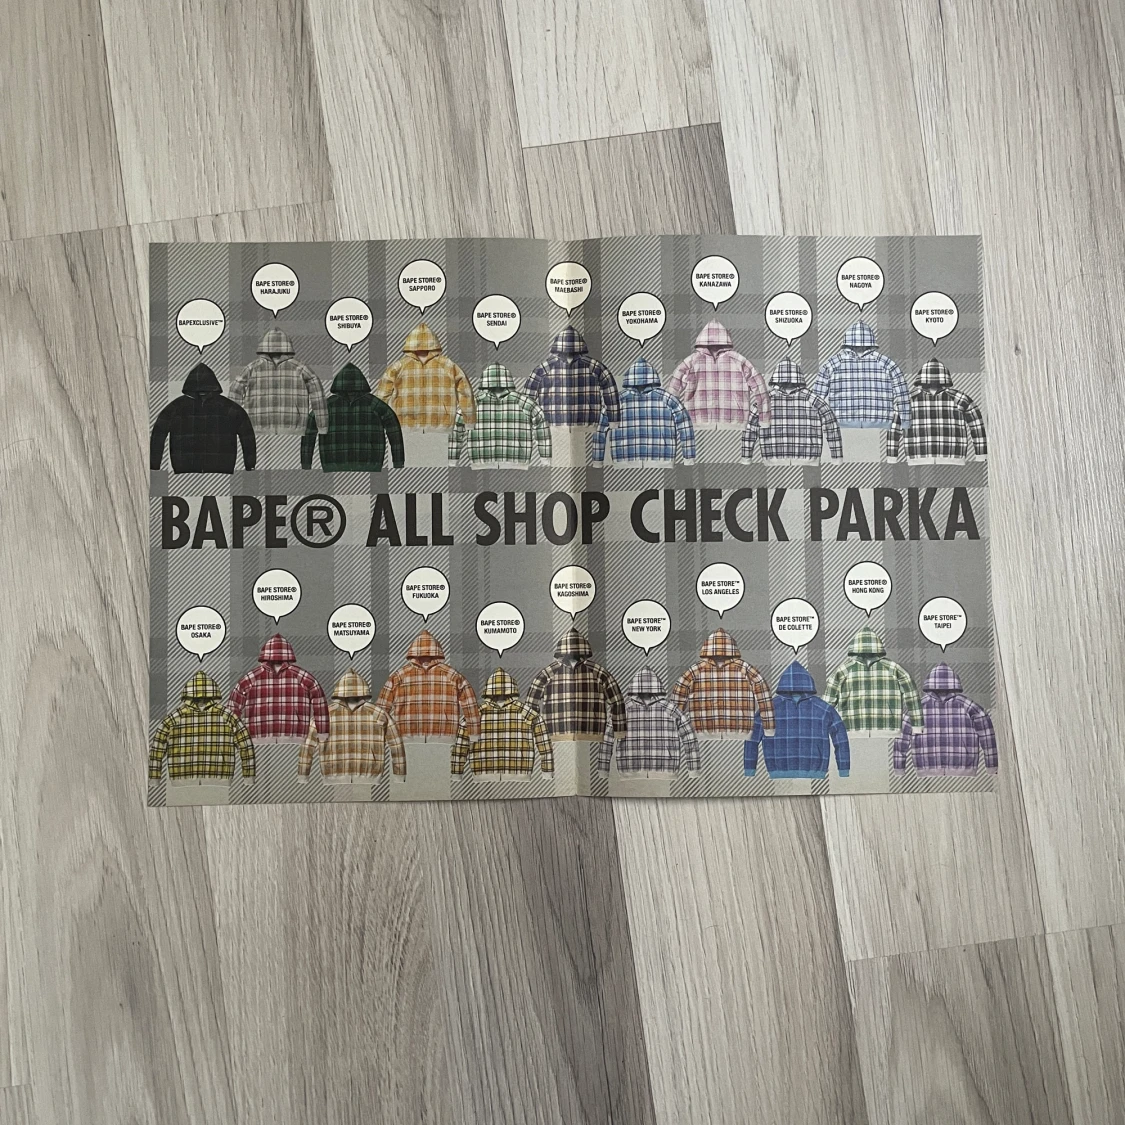 BAPEXCLUSIVE™
BAPE STORE®
HARAJUKU
BAPE STORE®
SHIBUYA
BAPE STORE®
SAPPORO
BAPE STORE®
SENDAI
BAPE STORE®
MAEBASHI
BAPE STORE®
YOKOHAMA
BAPE STORE®
KANAZAWA
BAPE STORE®
SHIZUOKA
BAPE STORE®
NAGOYA
BAPE STORE®
KYOTO
BAPE® ALL SHOP CHECK PARKA
BAPE STORE®
OSAKA
BAPE STORE®
HIROSHIMA
BAPE STORE®
MATSUYAMA
BAPE STORE®
FUKUOKA
BAPE STORE®
KUMAMOTO
BAPE STORE®
KAGOSHIMA
BAPE STORE™
NEW YORK
BAPE STORE™
LOS ANGELES
BAPE STORE™
DE COLETTE
BAPE STORE®
HONG KONG
BAPE STORE™
TAIPEI